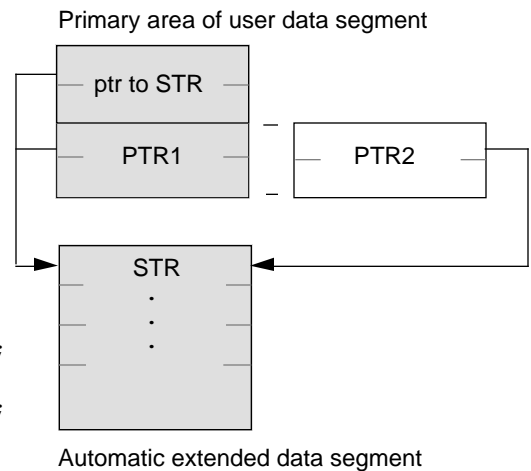 Primary area of user data segment
ptr to STR
PTR1
PTR2
STR
.
.
.
;
;
Automatic extended data segment